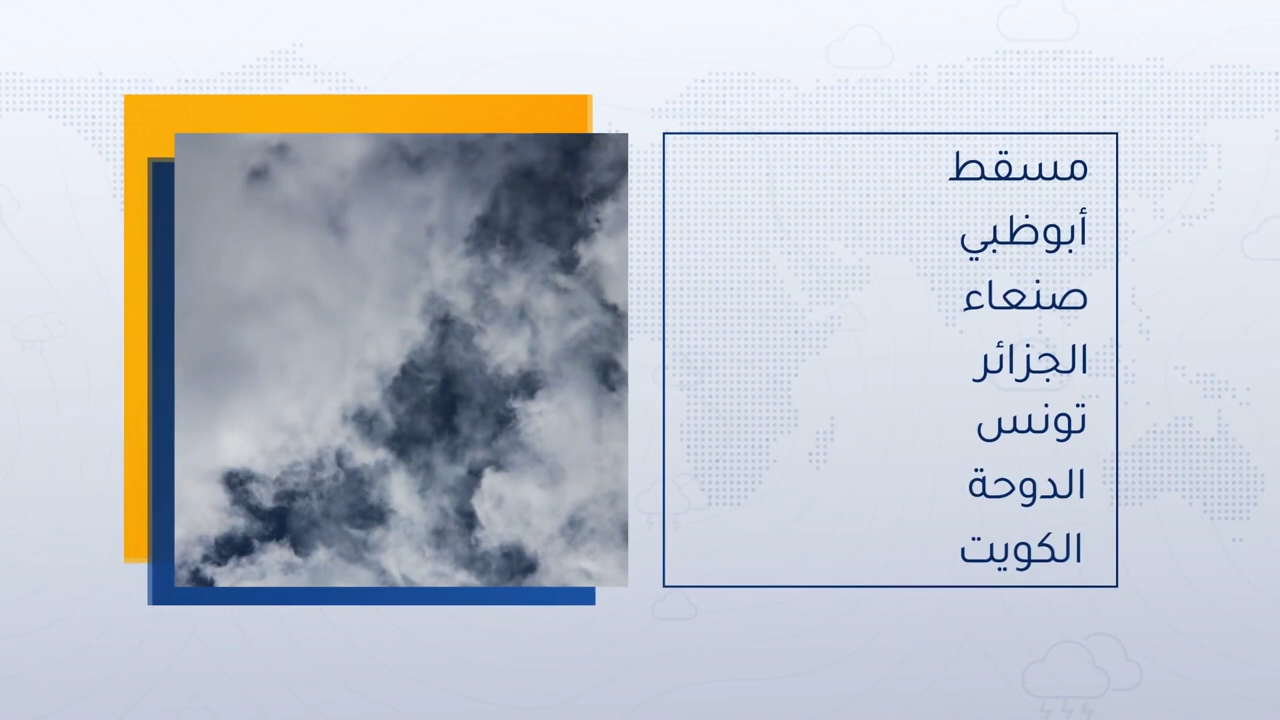 مسقط
أبوظبي
صنعاء
الجزائر
تونس
الدوحة
الكويت